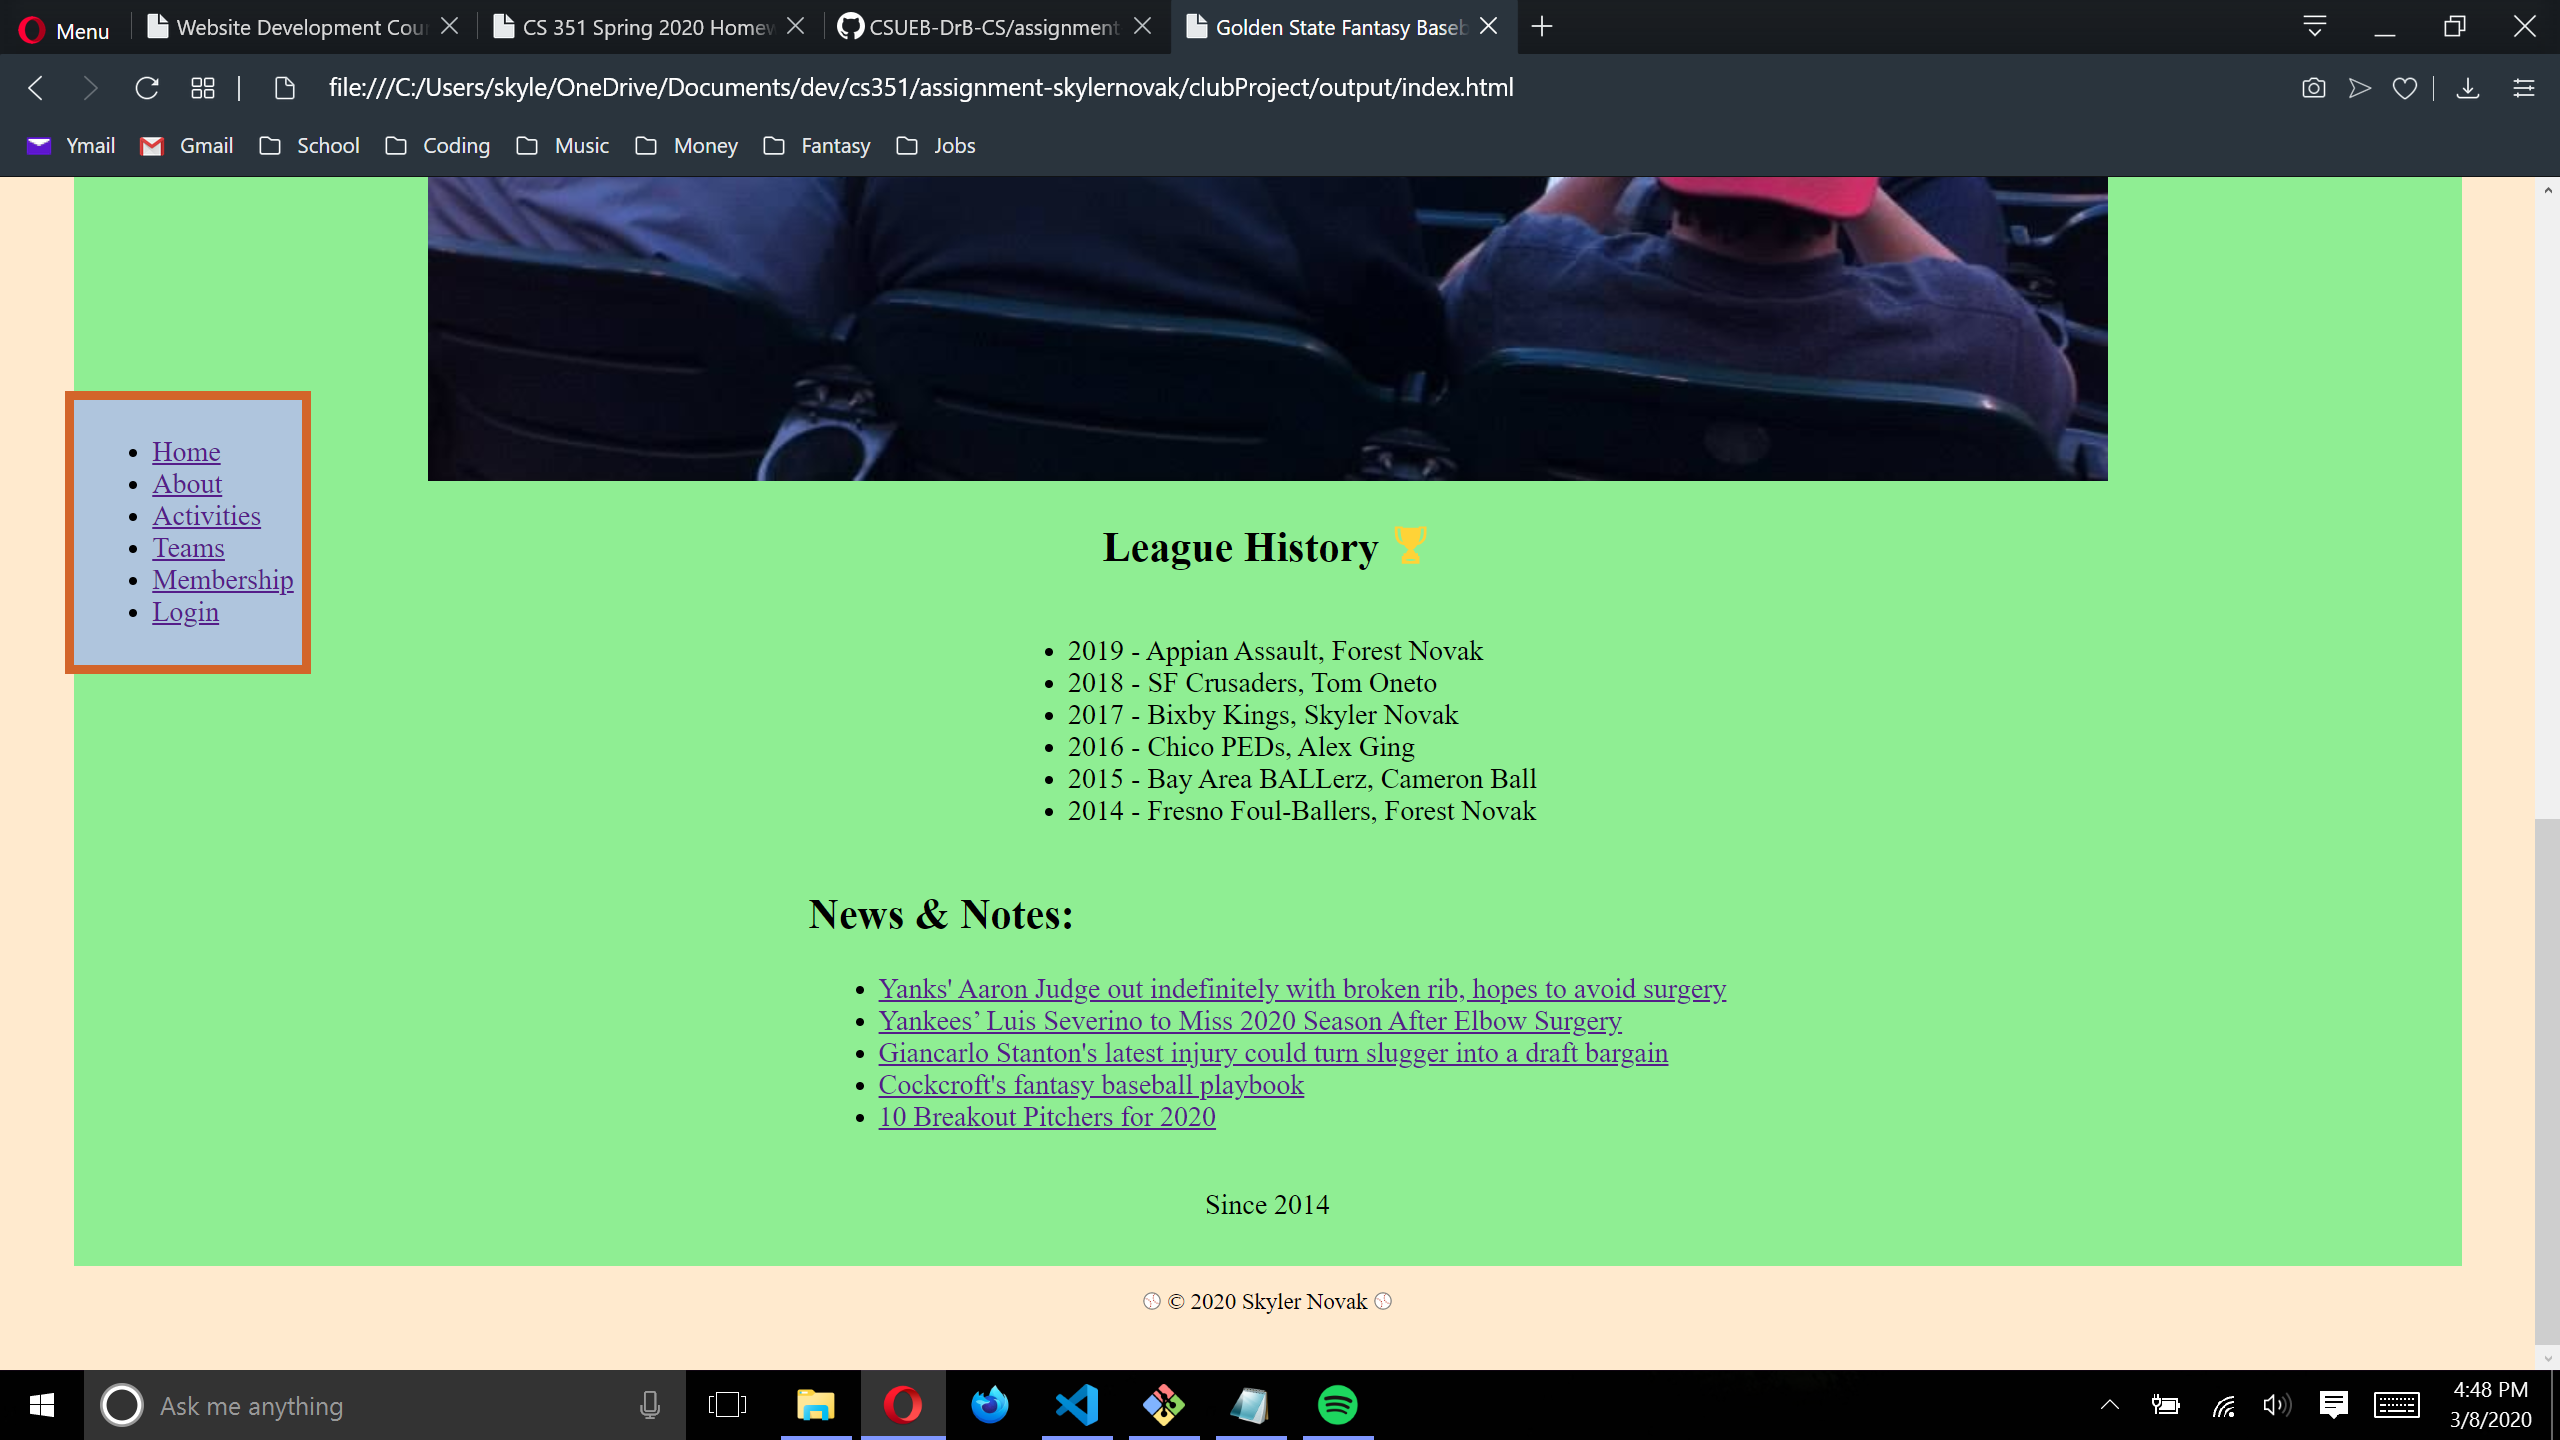 Menu
Website Development Cour
CS 351 Spring 2020 Homew
CSUEB-DrB-CS/assignment
Golden State Fantasy Baseb
file:///C:/Users/skyle/OneDrive/Documents/dev/cs351/assignment-skylernovak/clubProject/output/index.html
Ymail Gmail School Coding Music Money Fantasy Jobs
Home
About
Activities
Teams
Membership
Login
League History 🏆
2019 - Appian Assault, Forest Novak
2018 - SF Crusaders, Tom Oneto
2017 - Bixby Kings, Skyler Novak
2016 - Chico PEDs, Alex Ging
2015 - Bay Area BALLerz, Cameron Ball
2014 - Fresno Foul-Ballers, Forest Novak
News & Notes:
Yanks' Aaron Judge out indefinitely with broken rib, hopes to avoid surgery
Yankees’ Luis Severino to Miss 2020 Season After Elbow Surgery
Giancarlo Stanton's latest injury could turn slugger into a draft bargain
Cockcroft's fantasy baseball playbook
10 Breakout Pitchers for 2020
Since 2014
⚾ © 2020 Skyler Novak ⚾
Ask me anything
4:48 PM
3/8/2020